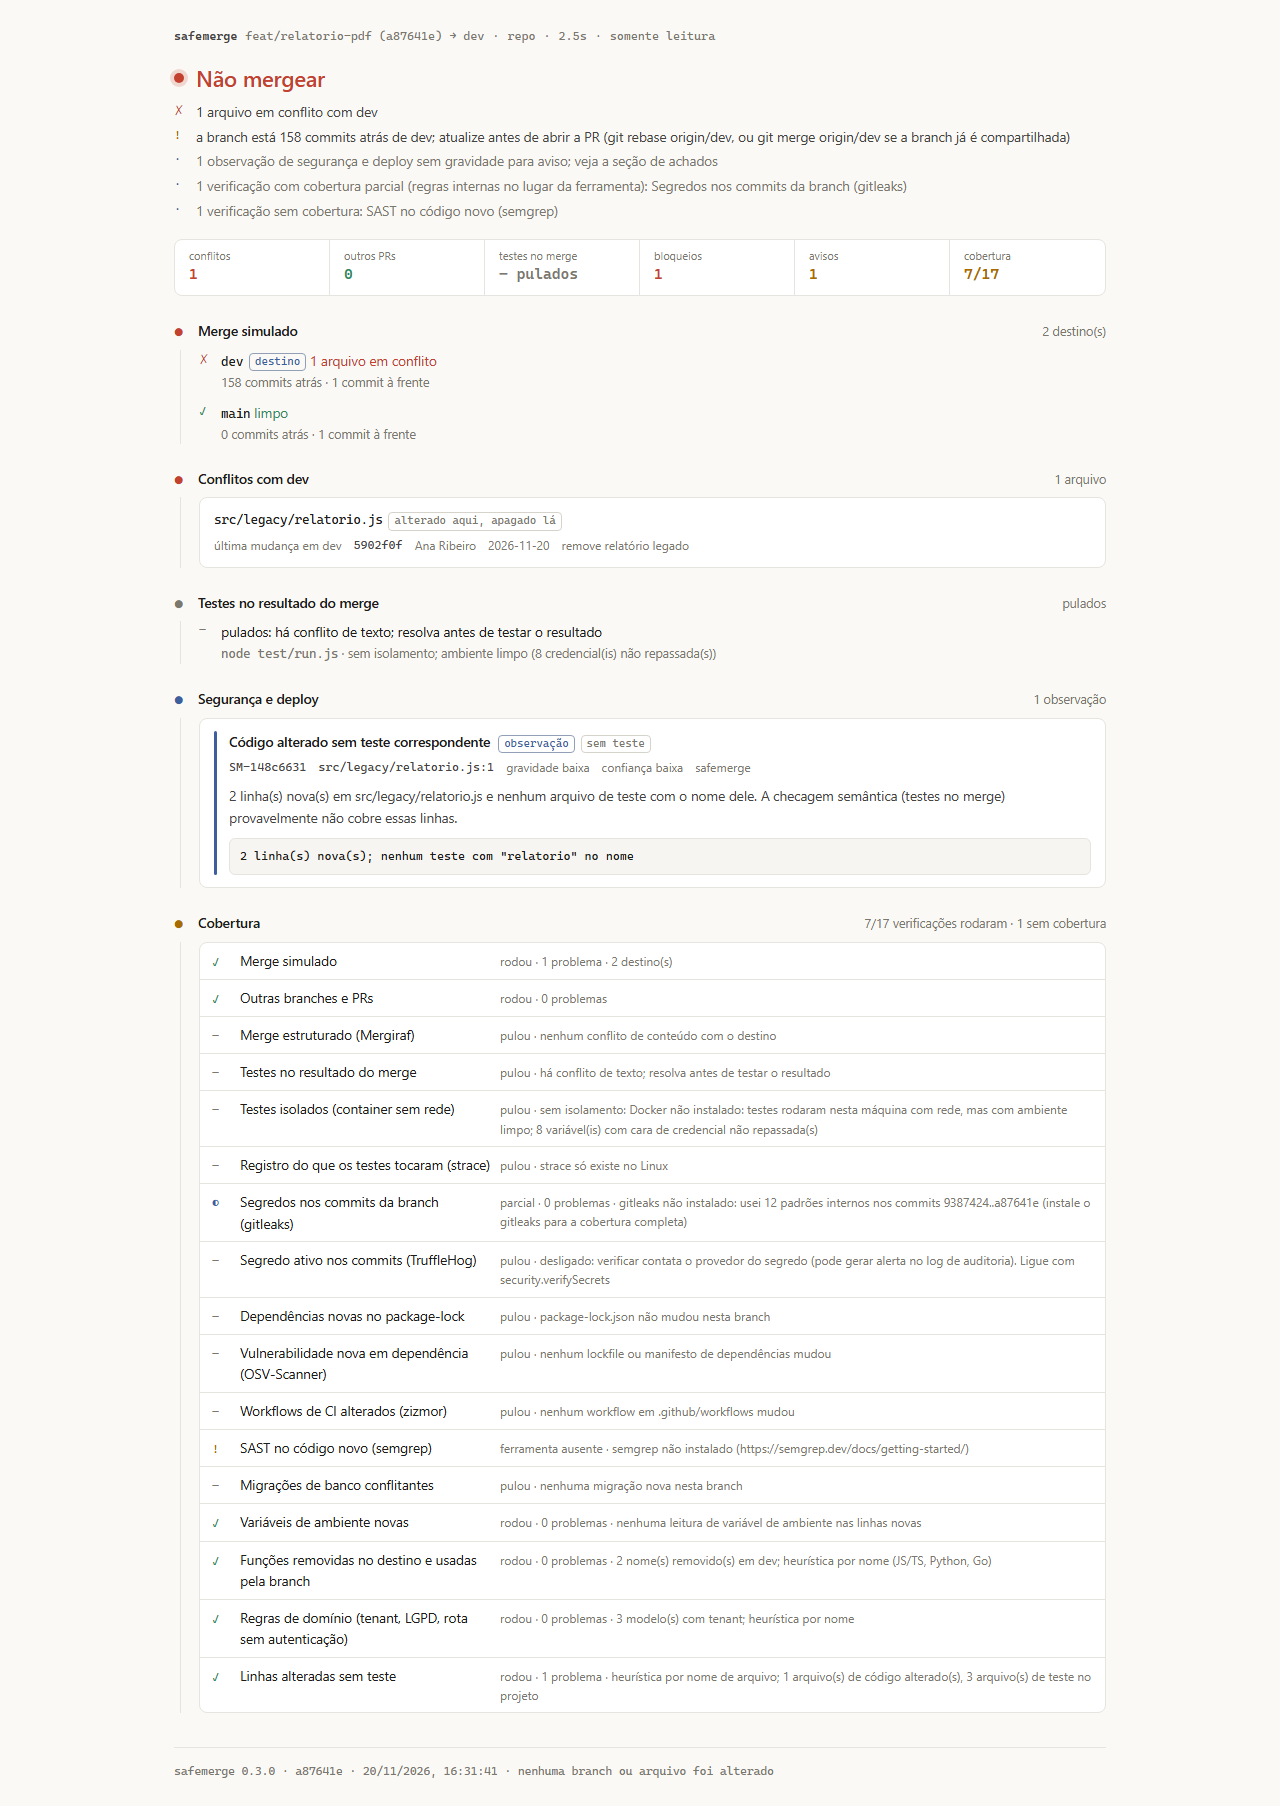 safemerge feat/relatorio-pdf (a87641e) → dev · repo · 2.5s · somente leitura
Não mergear
✗ 1 arquivo em conflito com dev
! a branch está 158 commits atrás de dev; atualize antes de abrir a PR (git rebase origin/dev, ou git merge origin/dev se a branch já é compartilhada)
· 1 observação de segurança e deploy sem gravidade para aviso; veja a seção de achados
· 1 verificação com cobertura parcial (regras internas no lugar da ferramenta): Segredos nos commits da branch (gitleaks)
· 1 verificação sem cobertura: SAST no código novo (semgrep)
conflitos outros PRs testes no merge bloqueios avisos cobertura
1 0 — pulados 1 1 7/17
Merge simulado 2 destino(s)
✗ dev destino 1 arquivo em conflito
158 commits atrás · 1 commit à frente
✓ main limpo
0 commits atrás · 1 commit à frente
Conflitos com dev 1 arquivo
src/legacy/relatorio.js alterado aqui, apagado lá
última mudança em dev 5902f0f Ana Ribeiro 2026-11-20 remove relatório legado
Testes no resultado do merge pulados
— pulados: há conflito de texto; resolva antes de testar o resultado
node test/run.js · sem isolamento; ambiente limpo (8 credencial(is) não repassada(s))
Segurança e deploy 1 observação
Código alterado sem teste correspondente observação sem teste
SM-148c6631 src/legacy/relatorio.js:1 gravidade baixa confiança baixa safemerge
2 linha(s) nova(s) em src/legacy/relatorio.js e nenhum arquivo de teste com o nome dele. A checagem semântica (testes no merge)
provavelmente não cobre essas linhas.
2 linha(s) nova(s); nenhum teste com "relatorio" no nome
Cobertura 7/17 verificações rodaram · 1 sem cobertura
✓ Merge simulado rodou · 1 problema · 2 destino(s)
✓ Outras branches e PRs rodou · 0 problemas
— Merge estruturado (Mergiraf) pulou · nenhum conflito de conteúdo com o destino
— Testes no resultado do merge pulou · há conflito de texto; resolva antes de testar o resultado
— Testes isolados (container sem rede) pulou · sem isolamento: Docker não instalado: testes rodaram nesta máquina com rede, mas com ambiente
limpo; 8 variável(is) com cara de credencial não repassada(s)
— Registro do que os testes tocaram (strace) pulou · strace só existe no Linux
◐ Segredos nos commits da branch parcial · 0 problemas · gitleaks não instalado: usei 12 padrões internos nos commits 9387424..a87641e (instale o
(gitleaks) gitleaks para a cobertura completa)
— Segredo ativo nos commits (TruffleHog) pulou · desligado: verificar contata o provedor do segredo (pode gerar alerta no log de auditoria). Ligue com
security.verifySecrets
— Dependências novas no package-lock pulou · package-lock.json não mudou nesta branch
— Vulnerabilidade nova em dependência pulou · nenhum lockfile ou manifesto de dependências mudou
(OSV-Scanner)
— Workflows de CI alterados (zizmor) pulou · nenhum workflow em .github/workflows mudou
! SAST no código novo (semgrep) ferramenta ausente · semgrep não instalado (https://semgrep.dev/docs/getting-started/)
— Migrações de banco conflitantes pulou · nenhuma migração nova nesta branch
✓ Variáveis de ambiente novas rodou · 0 problemas · nenhuma leitura de variável de ambiente nas linhas novas
✓ Funções removidas no destino e usadas rodou · 0 problemas · 2 nome(s) removido(s) em dev; heurística por nome (JS/TS, Python, Go)
pela branch
✓ Regras de domínio (tenant, LGPD, rota rodou · 0 problemas · 3 modelo(s) com tenant; heurística por nome
sem autenticação)
✓ Linhas alteradas sem teste rodou · 1 problema · heurística por nome de arquivo; 1 arquivo(s) de código alterado(s), 3 arquivo(s) de teste no
projeto
safemerge 0.3.0 · a87641e · 20/11/2026, 16:31:41 · nenhuma branch ou arquivo foi alterado